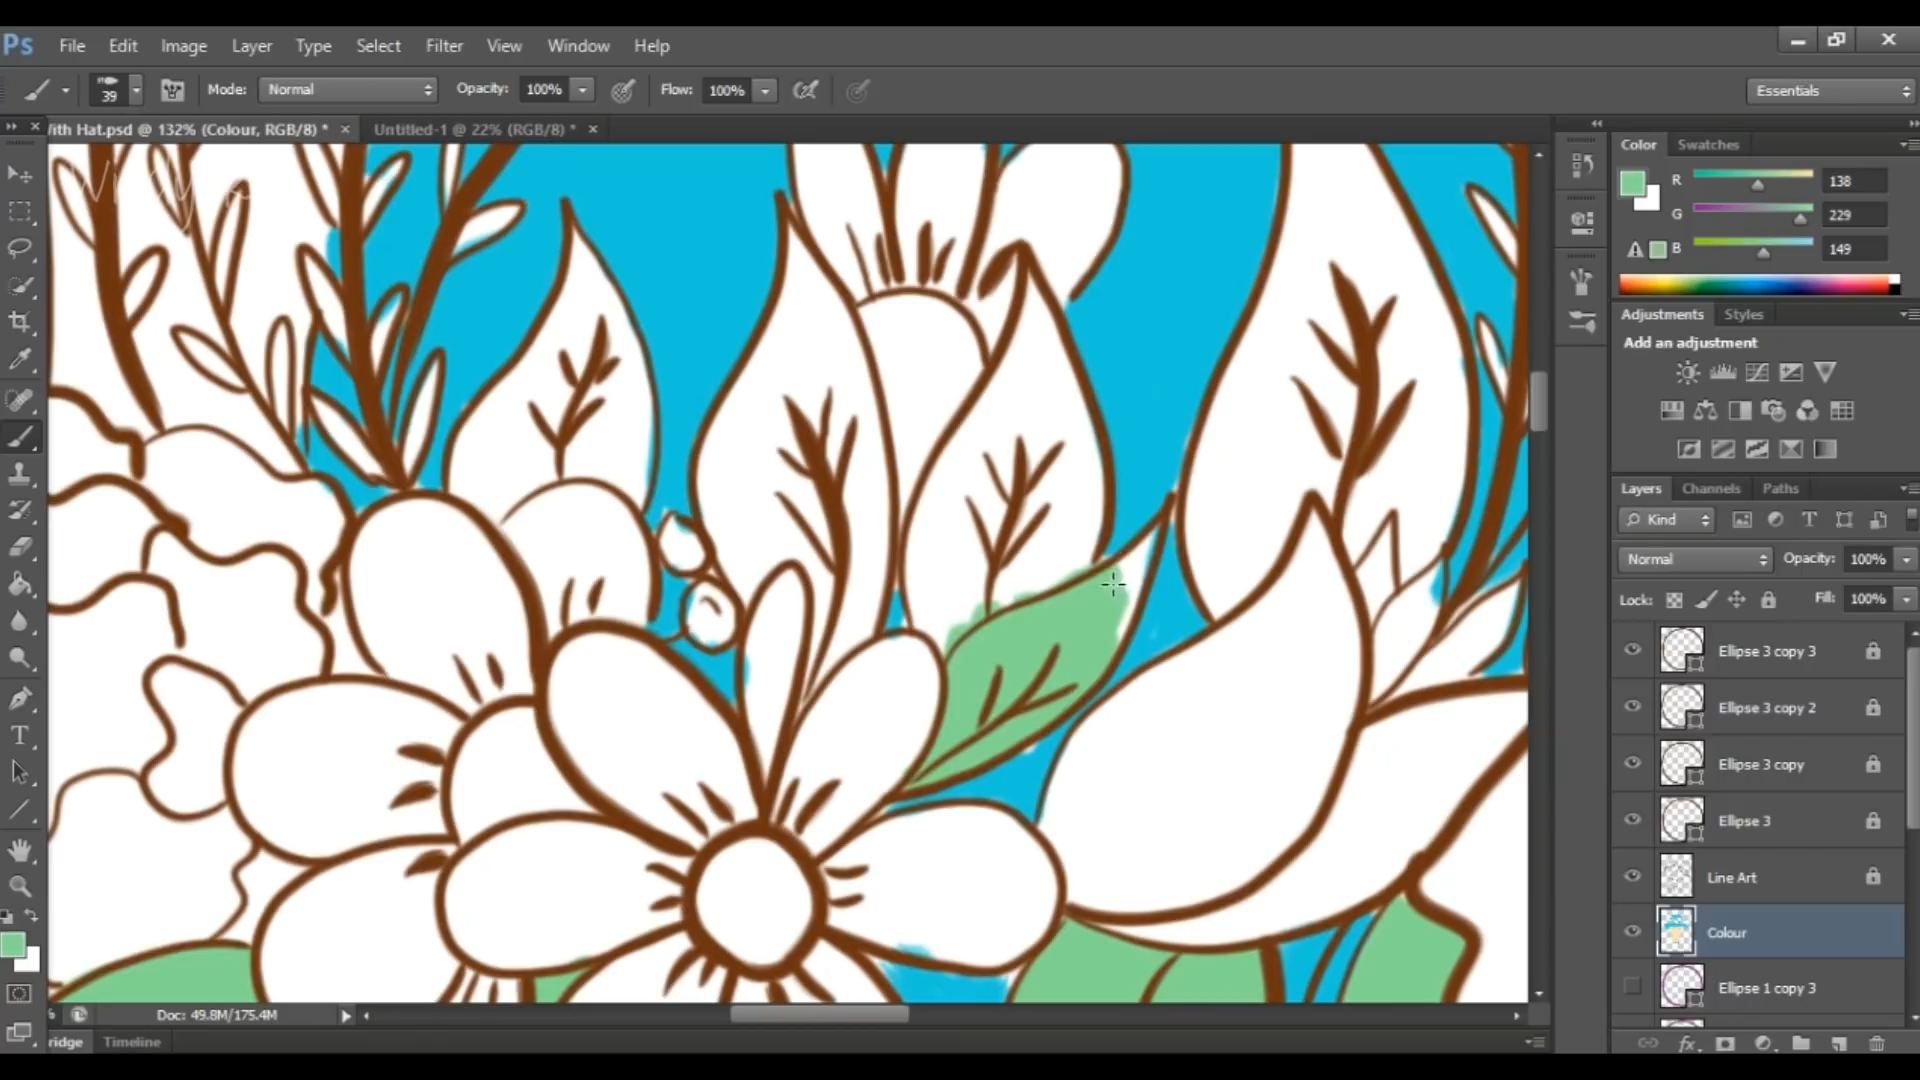 Ps File Edit Image Layer Type Select Filter View Window Help
39 Mode: Normal Opacity: 100% Flow: 100% Essentials
With Hat.psd @ 132% (Colour, RGB/8) * Untitled-1 @ 22% (RGB/8) *
Color Swatches
R 138
G 229
B 149
Adjustments Styles
Add an adjustment
Layers Channels Paths
Kind
Normal Opacity: 100%
Lock: Fill: 100%
Ellipse 3 copy 3
Ellipse 3 copy 2
Ellipse 3 copy
Ellipse 3
Line Art
Colour
Ellipse 1 copy 3
% Doc: 49.8M/175.4M
ridge Timeline
fx